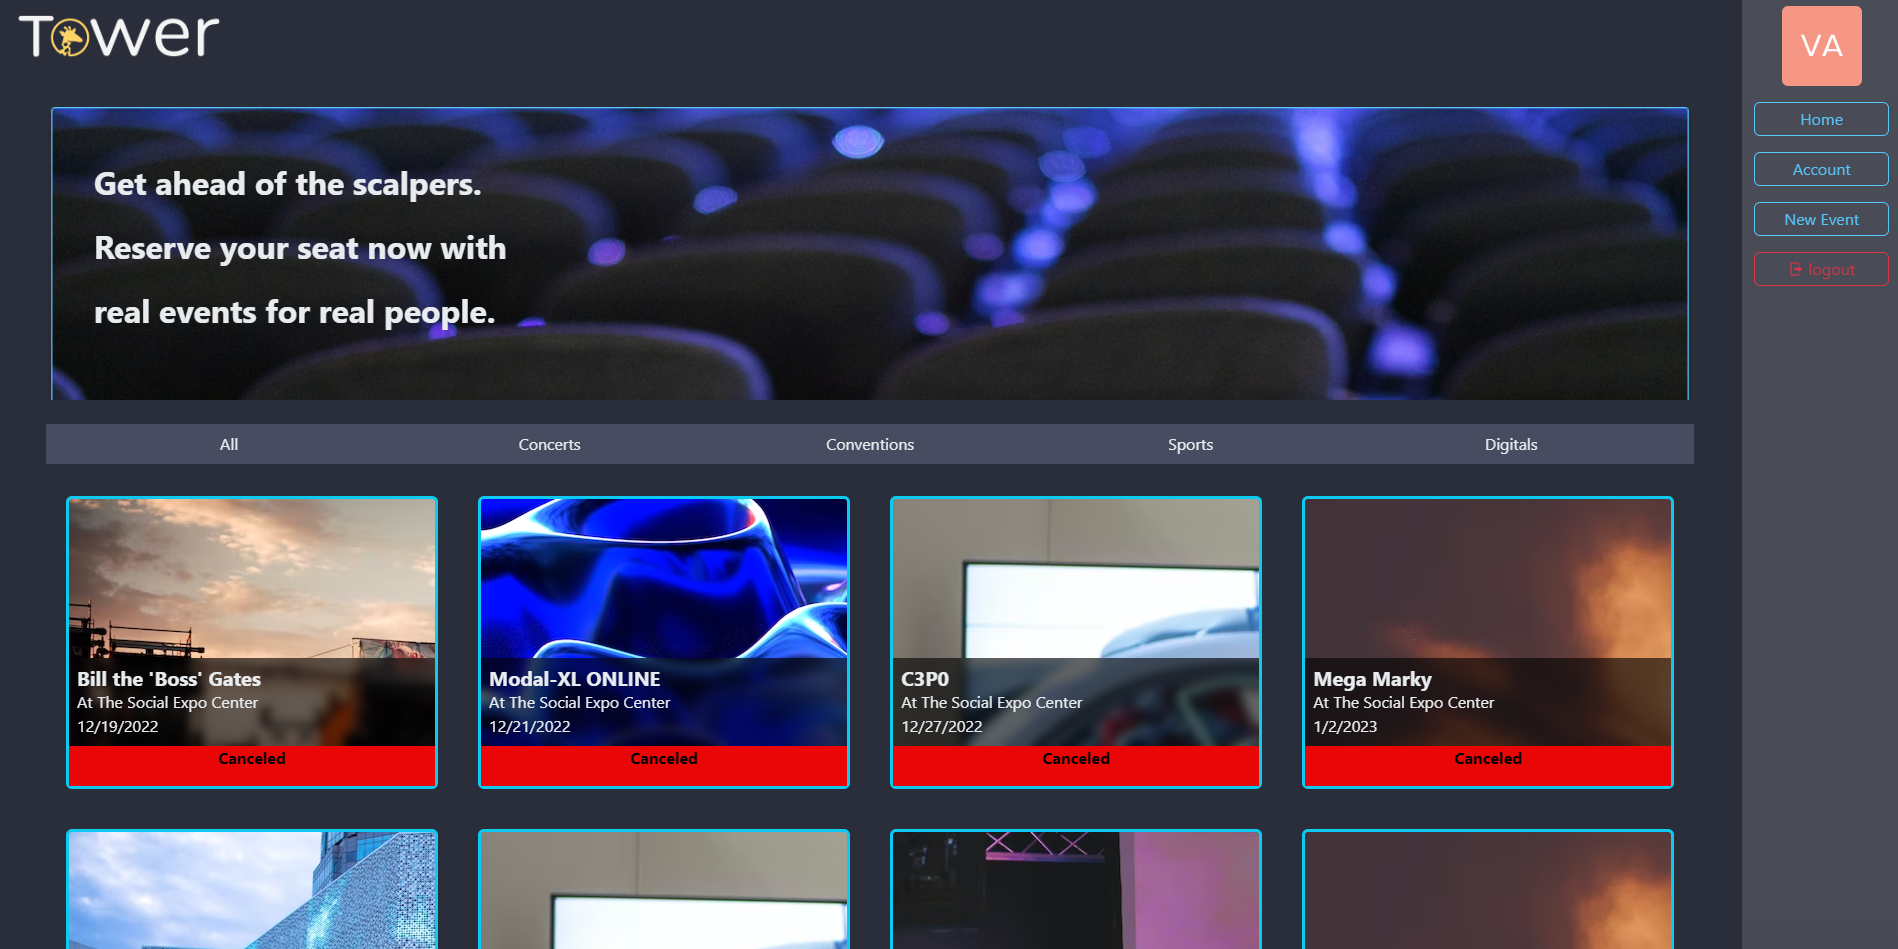 Tower
VA
Home
Account
New Event
logout
Get ahead of the scalpers.
Reserve your seat now with
real events for real people.
All
Concerts
Conventions
Sports
Digitals
Bill the 'Boss' Gates
At The Social Expo Center
12/19/2022
Canceled
Modal-XL ONLINE
At The Social Expo Center
12/21/2022
Canceled
C3P0
At The Social Expo Center
12/27/2022
Canceled
Mega Marky
At The Social Expo Center
1/2/2023
Canceled